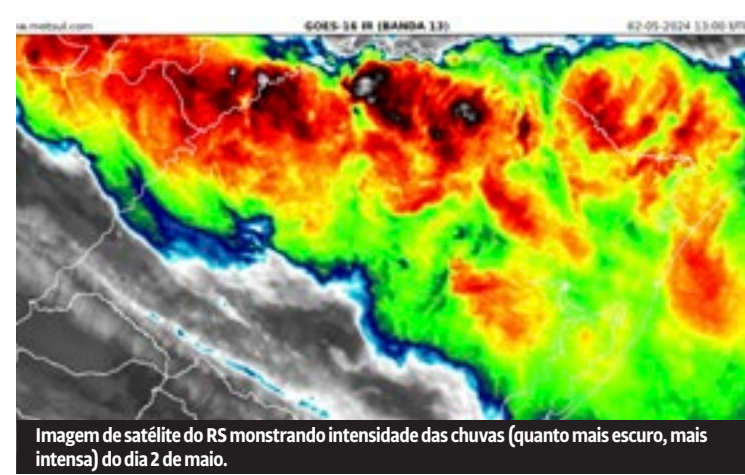 www.metsul.com GOES-16 IR (BANDA 13) 02-05-2024 13:00 UTC
Imagem de satélite do RS monstrando intensidade das chuvas (quanto mais escuro, mais
intensa) do dia 2 de maio.